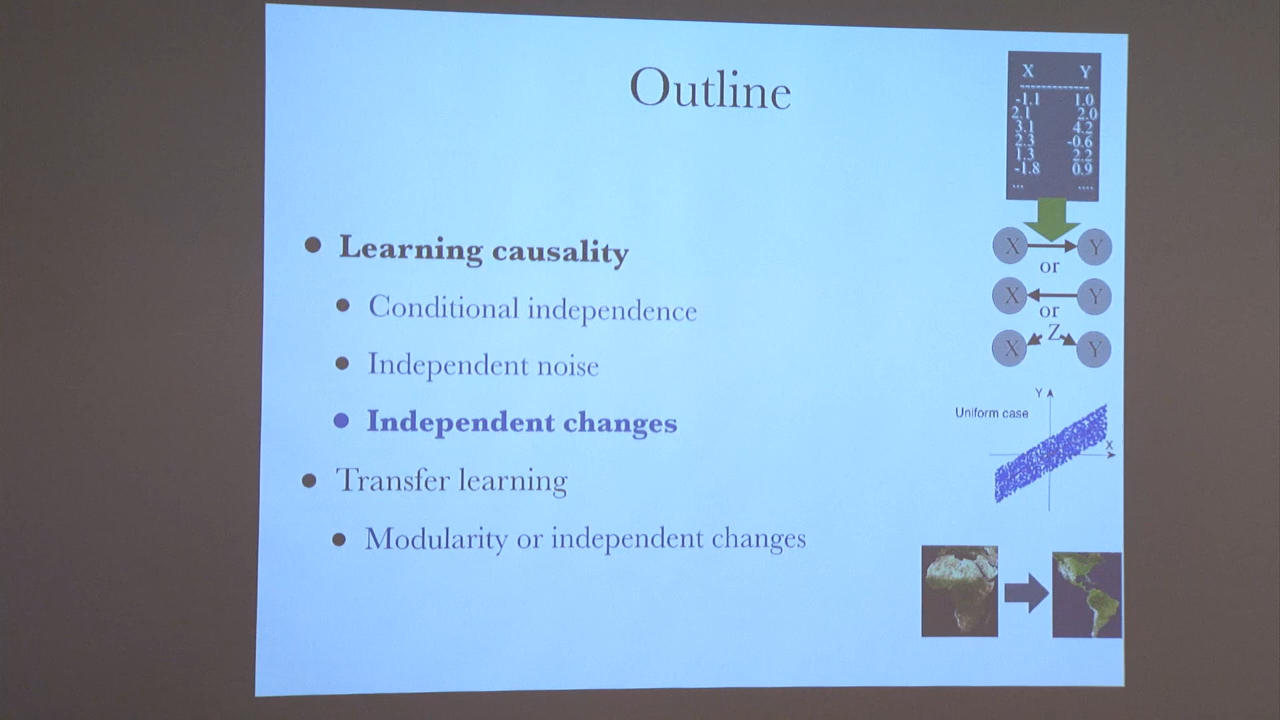 Outline
X Y
------------
-1.1 1.0
2.1 2.0
3.1 4.2
2.3 -0.6
1.3 2.2
-1.8 0.9
... ....
Learning causality
Conditional independence
Independent noise
Independent changes
Transfer learning
Modularity or independent changes
X Y
or
X Y
or
Z
X Y
Y
Uniform case
X